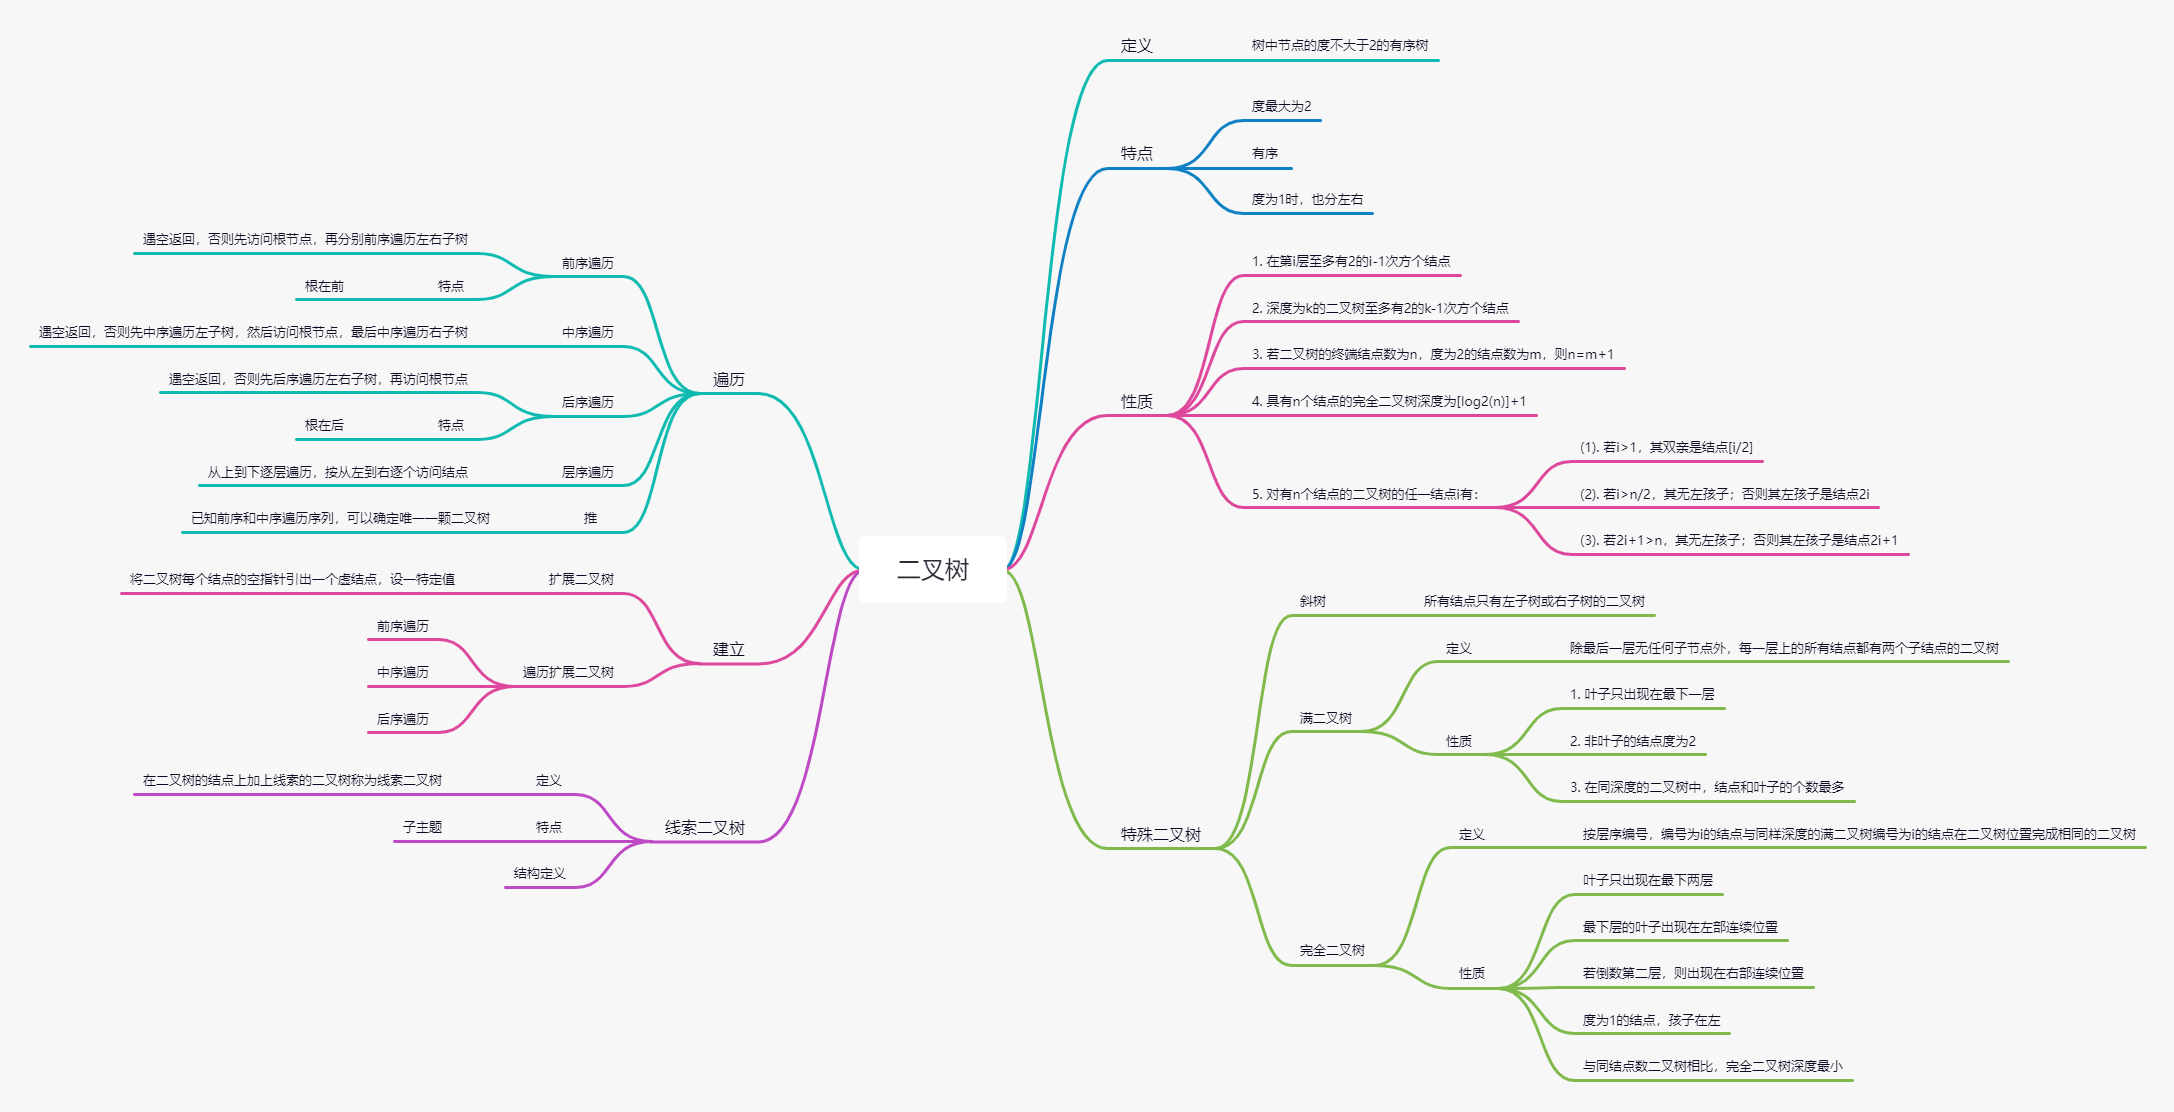 二叉树
定义
树中节点的度不大于2的有序树
特点
度最大为2
有序
度为1时，也分左右
性质
1. 在第i层至多有2的i-1次方个结点
2. 深度为k的二叉树至多有2的k-1次方个结点
3. 若二叉树的终端结点数为n，度为2的结点数为m，则n=m+1
4. 具有n个结点的完全二叉树深度为[log2(n)]+1
5. 对有n个结点的二叉树的任一结点i有：
(1). 若i>1，其双亲是结点[i/2]
(2). 若i>n/2，其无左孩子；否则其左孩子是结点2i
(3). 若2i+1>n，其无左孩子；否则其左孩子是结点2i+1
特殊二叉树
斜树
所有结点只有左子树或右子树的二叉树
满二叉树
定义
除最后一层无任何子节点外，每一层上的所有结点都有两个子结点的二叉树
性质
1. 叶子只出现在最下一层
2. 非叶子的结点度为2
3. 在同深度的二叉树中，结点和叶子的个数最多
完全二叉树
定义
按层序编号，编号为i的结点与同样深度的满二叉树编号为i的结点在二叉树位置完成相同的二叉树
性质
叶子只出现在最下两层
最下层的叶子出现在左部连续位置
若倒数第二层，则出现在右部连续位置
度为1的结点，孩子在左
与同结点数二叉树相比，完全二叉树深度最小
遍历
前序遍历
遇空返回，否则先访问根节点，再分别前序遍历左右子树
特点
根在前
中序遍历
遇空返回，否则先中序遍历左子树，然后访问根节点，最后中序遍历右子树
后序遍历
遇空返回，否则先后序遍历左右子树，再访问根节点
特点
根在后
层序遍历
从上到下逐层遍历，按从左到右逐个访问结点
推
已知前序和中序遍历序列，可以确定唯一一颗二叉树
建立
扩展二叉树
将二叉树每个结点的空指针引出一个虚结点，设一特定值
遍历扩展二叉树
前序遍历
中序遍历
后序遍历
线索二叉树
定义
在二叉树的结点上加上线索的二叉树称为线索二叉树
特点
子主题
结构定义